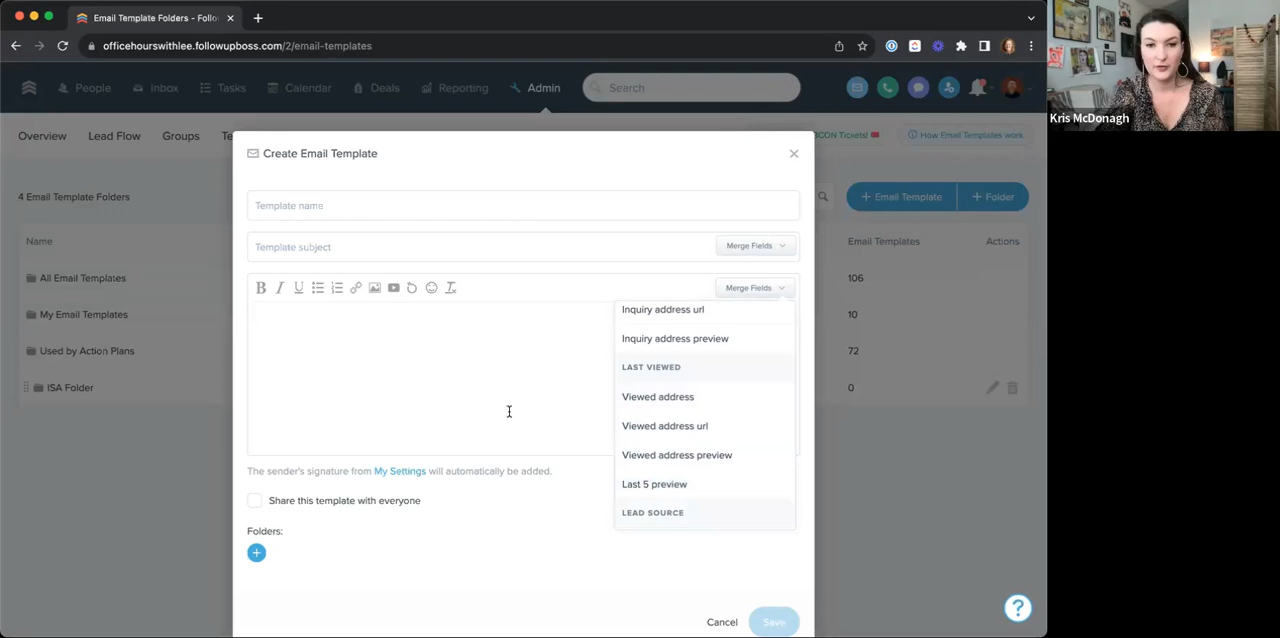 Email Template Folders - Follo
officehourswithlee.followupboss.com/2/email-templates
Kris McDonagh
People Inbox Tasks Calendar Deals Reporting Admin Search
Overview Lead Flow Groups Te
CON Tickets! How Email Templates work
Create Email Template
4 Email Template Folders
+ Email Template + Folder
Template name
Name Email Templates Actions
Template subject Merge Fields
All Email Templates 106
Merge Fields
My Email Templates 10
Inquiry address url
Inquiry address preview
Used by Action Plans 72
LAST VIEWED
ISA Folder 0
Viewed address
Viewed address url
Viewed address preview
The sender's signature from My Settings will automatically be added.
Last 5 preview
Share this template with everyone
LEAD SOURCE
Folders:
Cancel Save